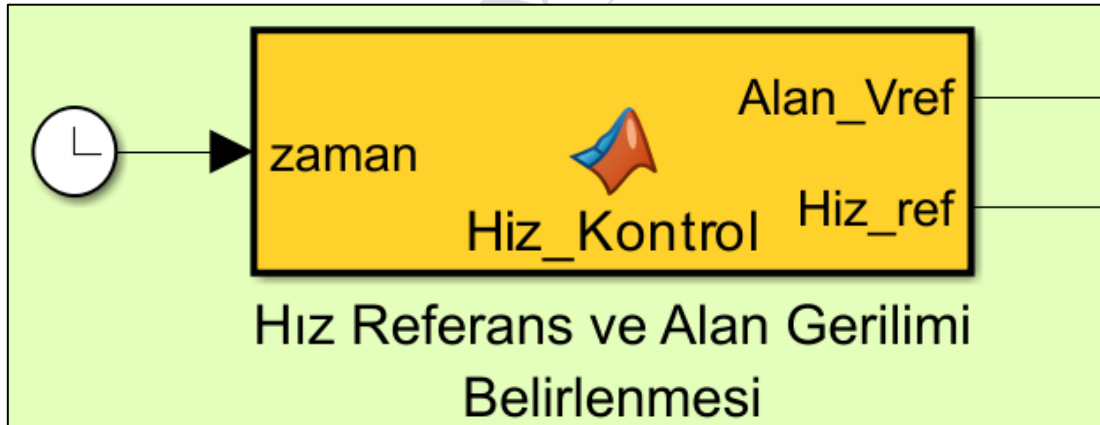 Alan_Vref
zaman
Hiz_ref
Hiz_Kontrol
Hız Referans ve Alan Gerilimi
Belirlenmesi